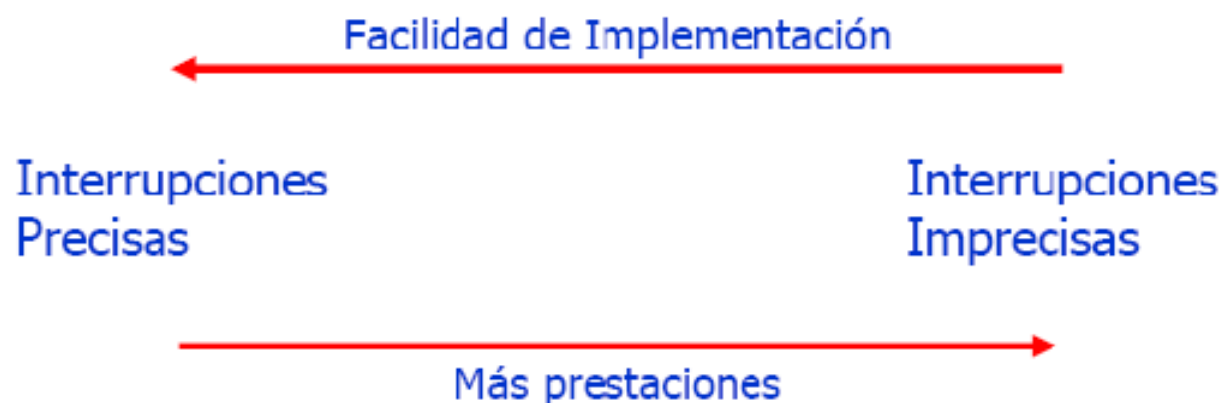 Facilidad de Implementación
Interrupciones
Precisas
Interrupciones
Imprecisas
Más prestaciones